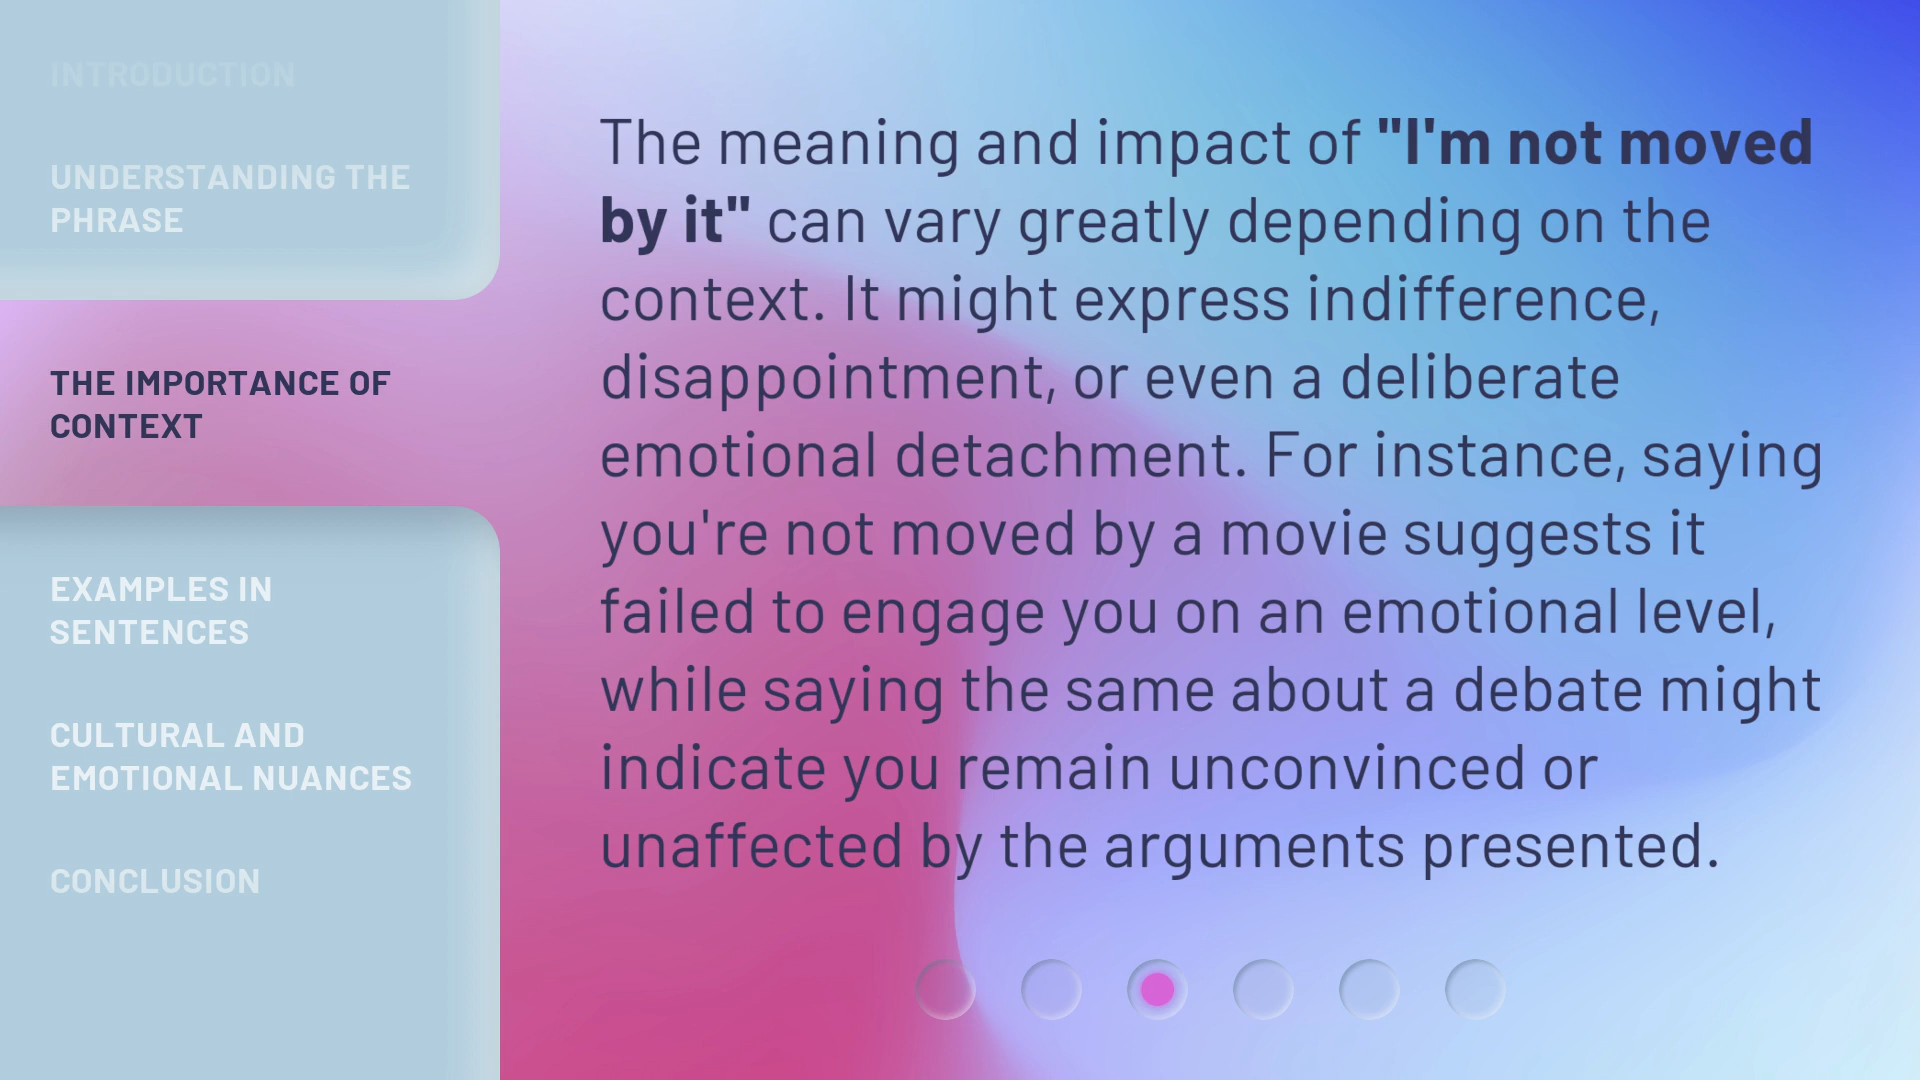 INTRODUCTION
UNDERSTANDING THE
PHRASE
THE IMPORTANCE OF
CONTEXT
EXAMPLES IN
SENTENCES
CULTURAL AND
EMOTIONAL NUANCES
CONCLUSION
The meaning and impact of "I'm not moved
by it" can vary greatly depending on the
context. It might express indifference,
disappointment, or even a deliberate
emotional detachment. For instance, saying
you're not moved by a movie suggests it
failed to engage you on an emotional level,
while saying the same about a debate might
indicate you remain unconvinced or
unaffected by the arguments presented.